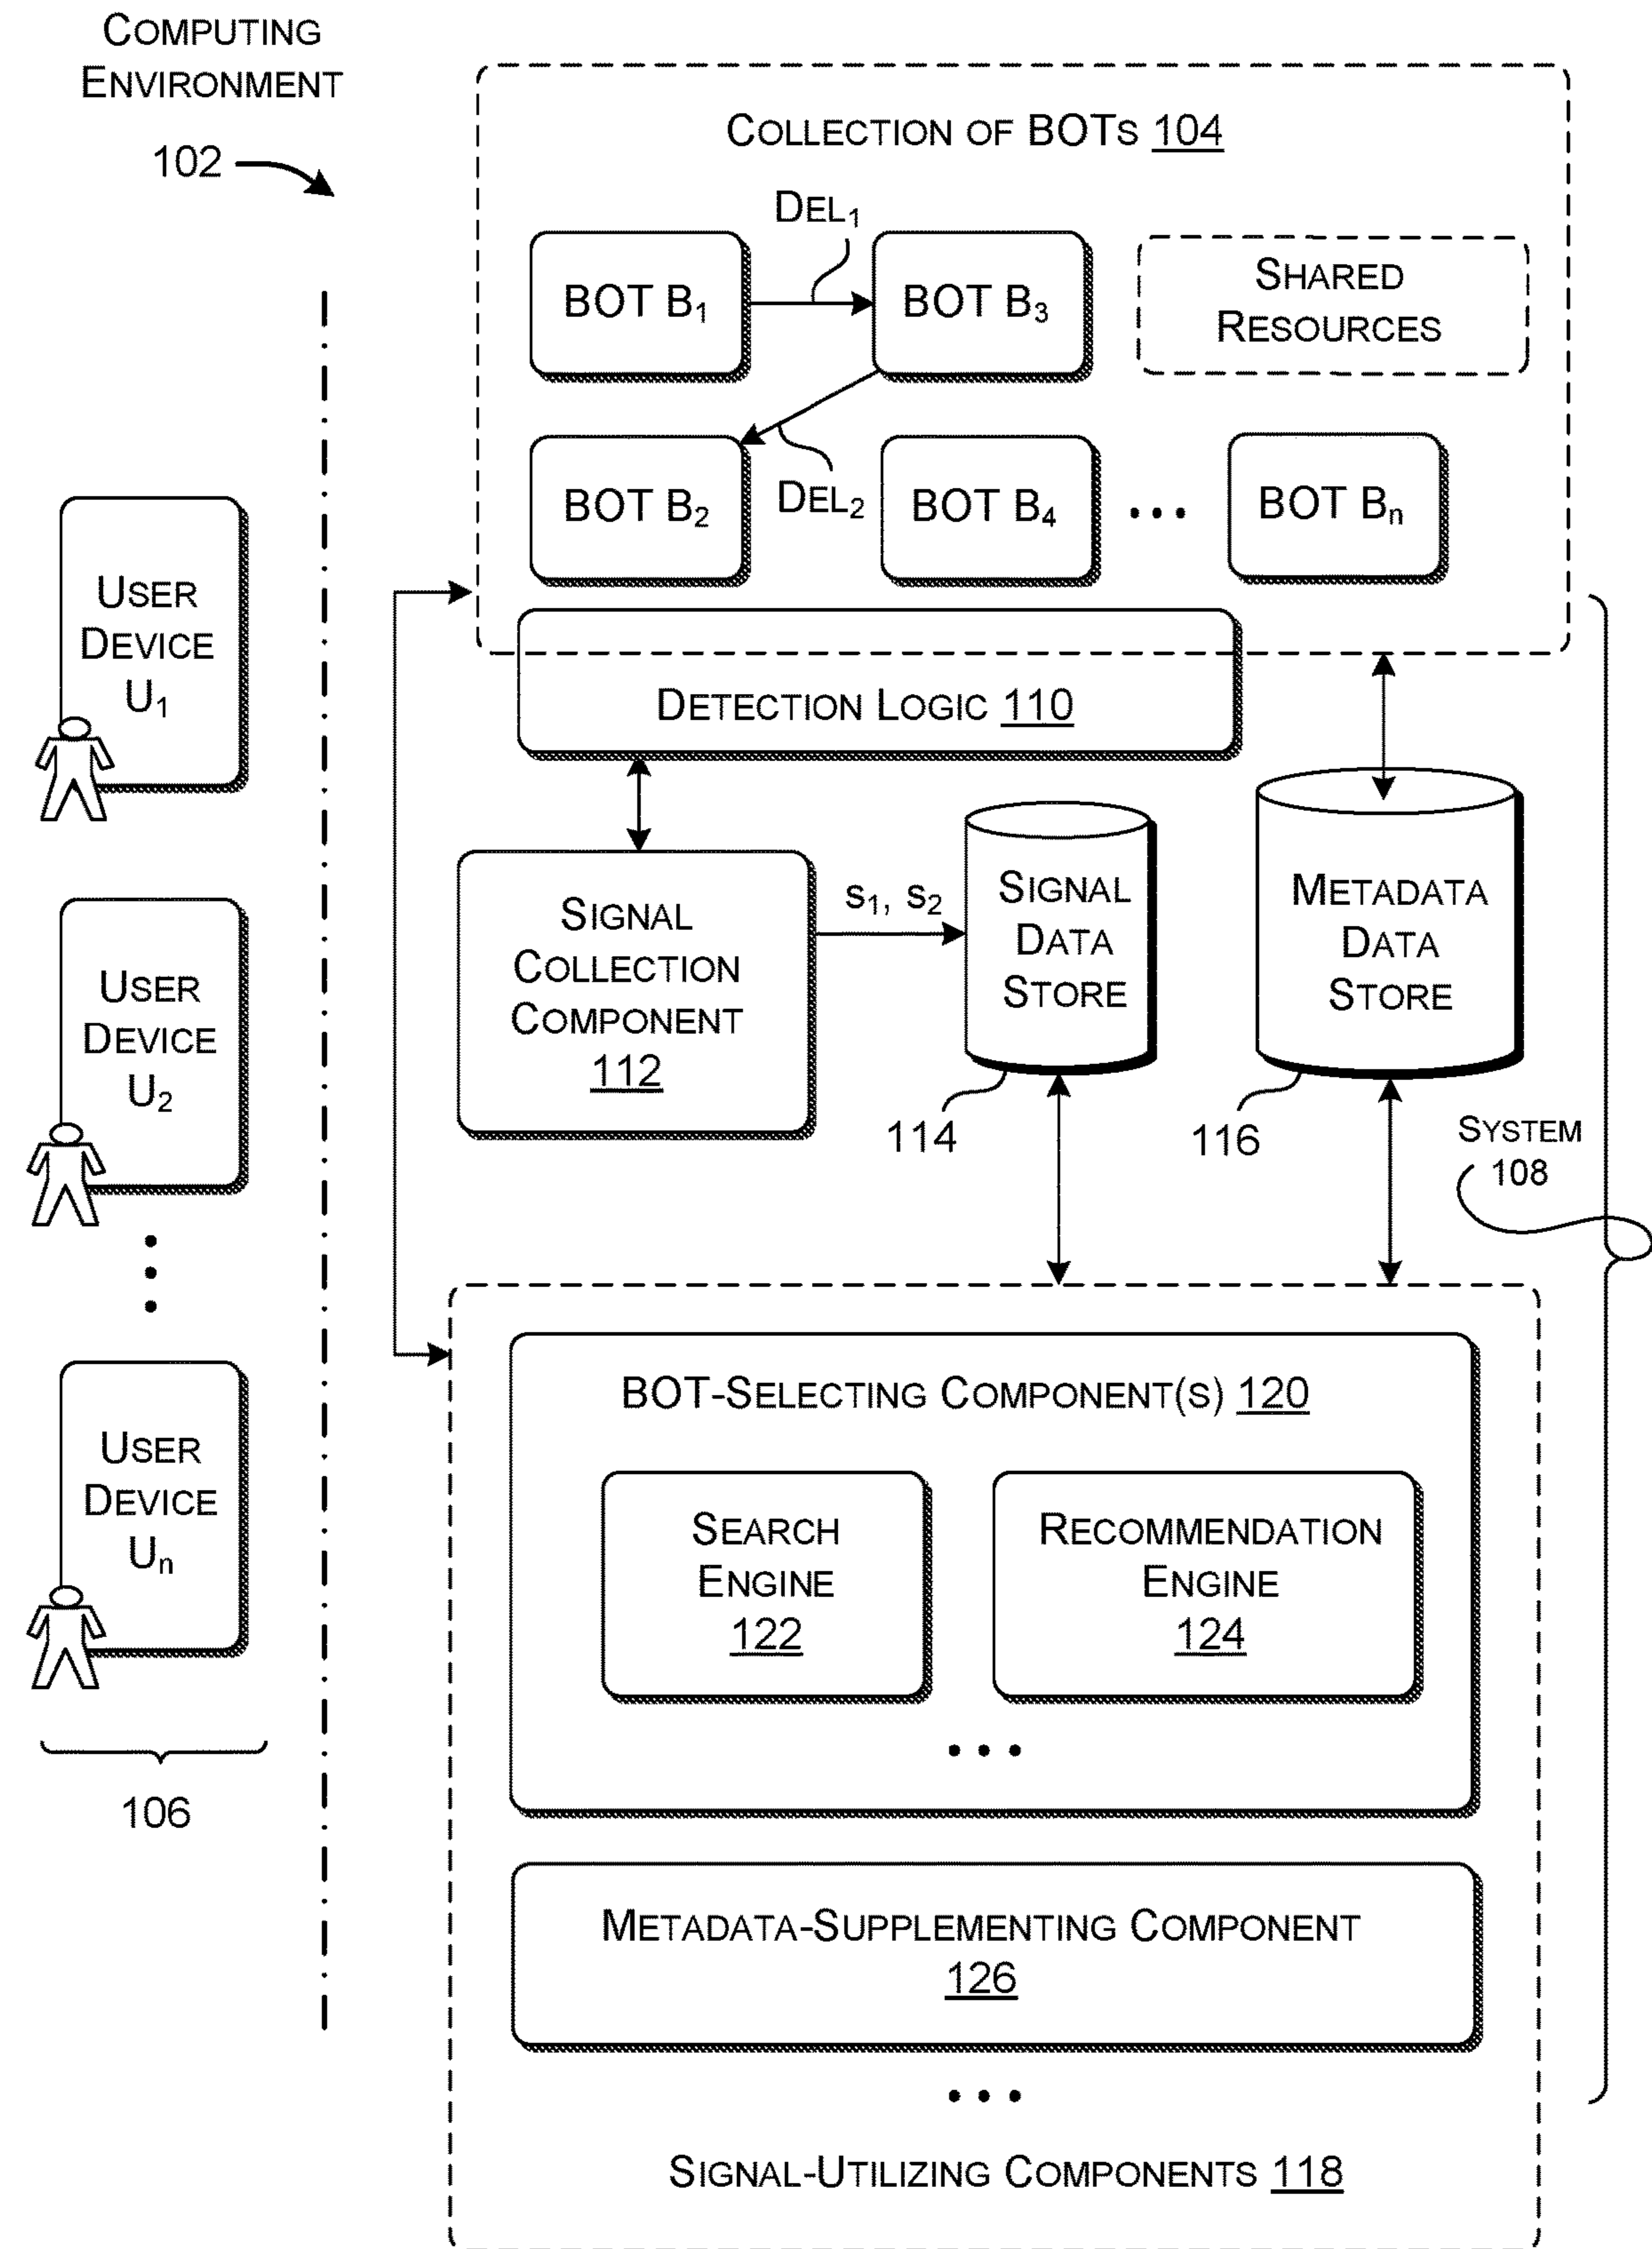 COMPUTING
ENVIRONMENT
102
COLLECTION OF BOTS 104
DEL1
BOT B1
BOT B3
SHARED
RESOURCES
BOT B2
DEL2
BOT B4
•••
BOT Bn
USER
DEVICE
U1
DETECTION LOGIC 110
SIGNAL
COLLECTION
COMPONENT
112
s1, s2
SIGNAL
DATA
STORE
114
METADATA
DATA
STORE
116
SYSTEM
108
USER
DEVICE
U2
USER
DEVICE
Un
106
BOT-SELECTING COMPONENT(S) 120
SEARCH
ENGINE
122
RECOMMENDATION
ENGINE
124
•••
METADATA-SUPPLEMENTING COMPONENT
126
•••
SIGNAL-UTILIZING COMPONENTS 118